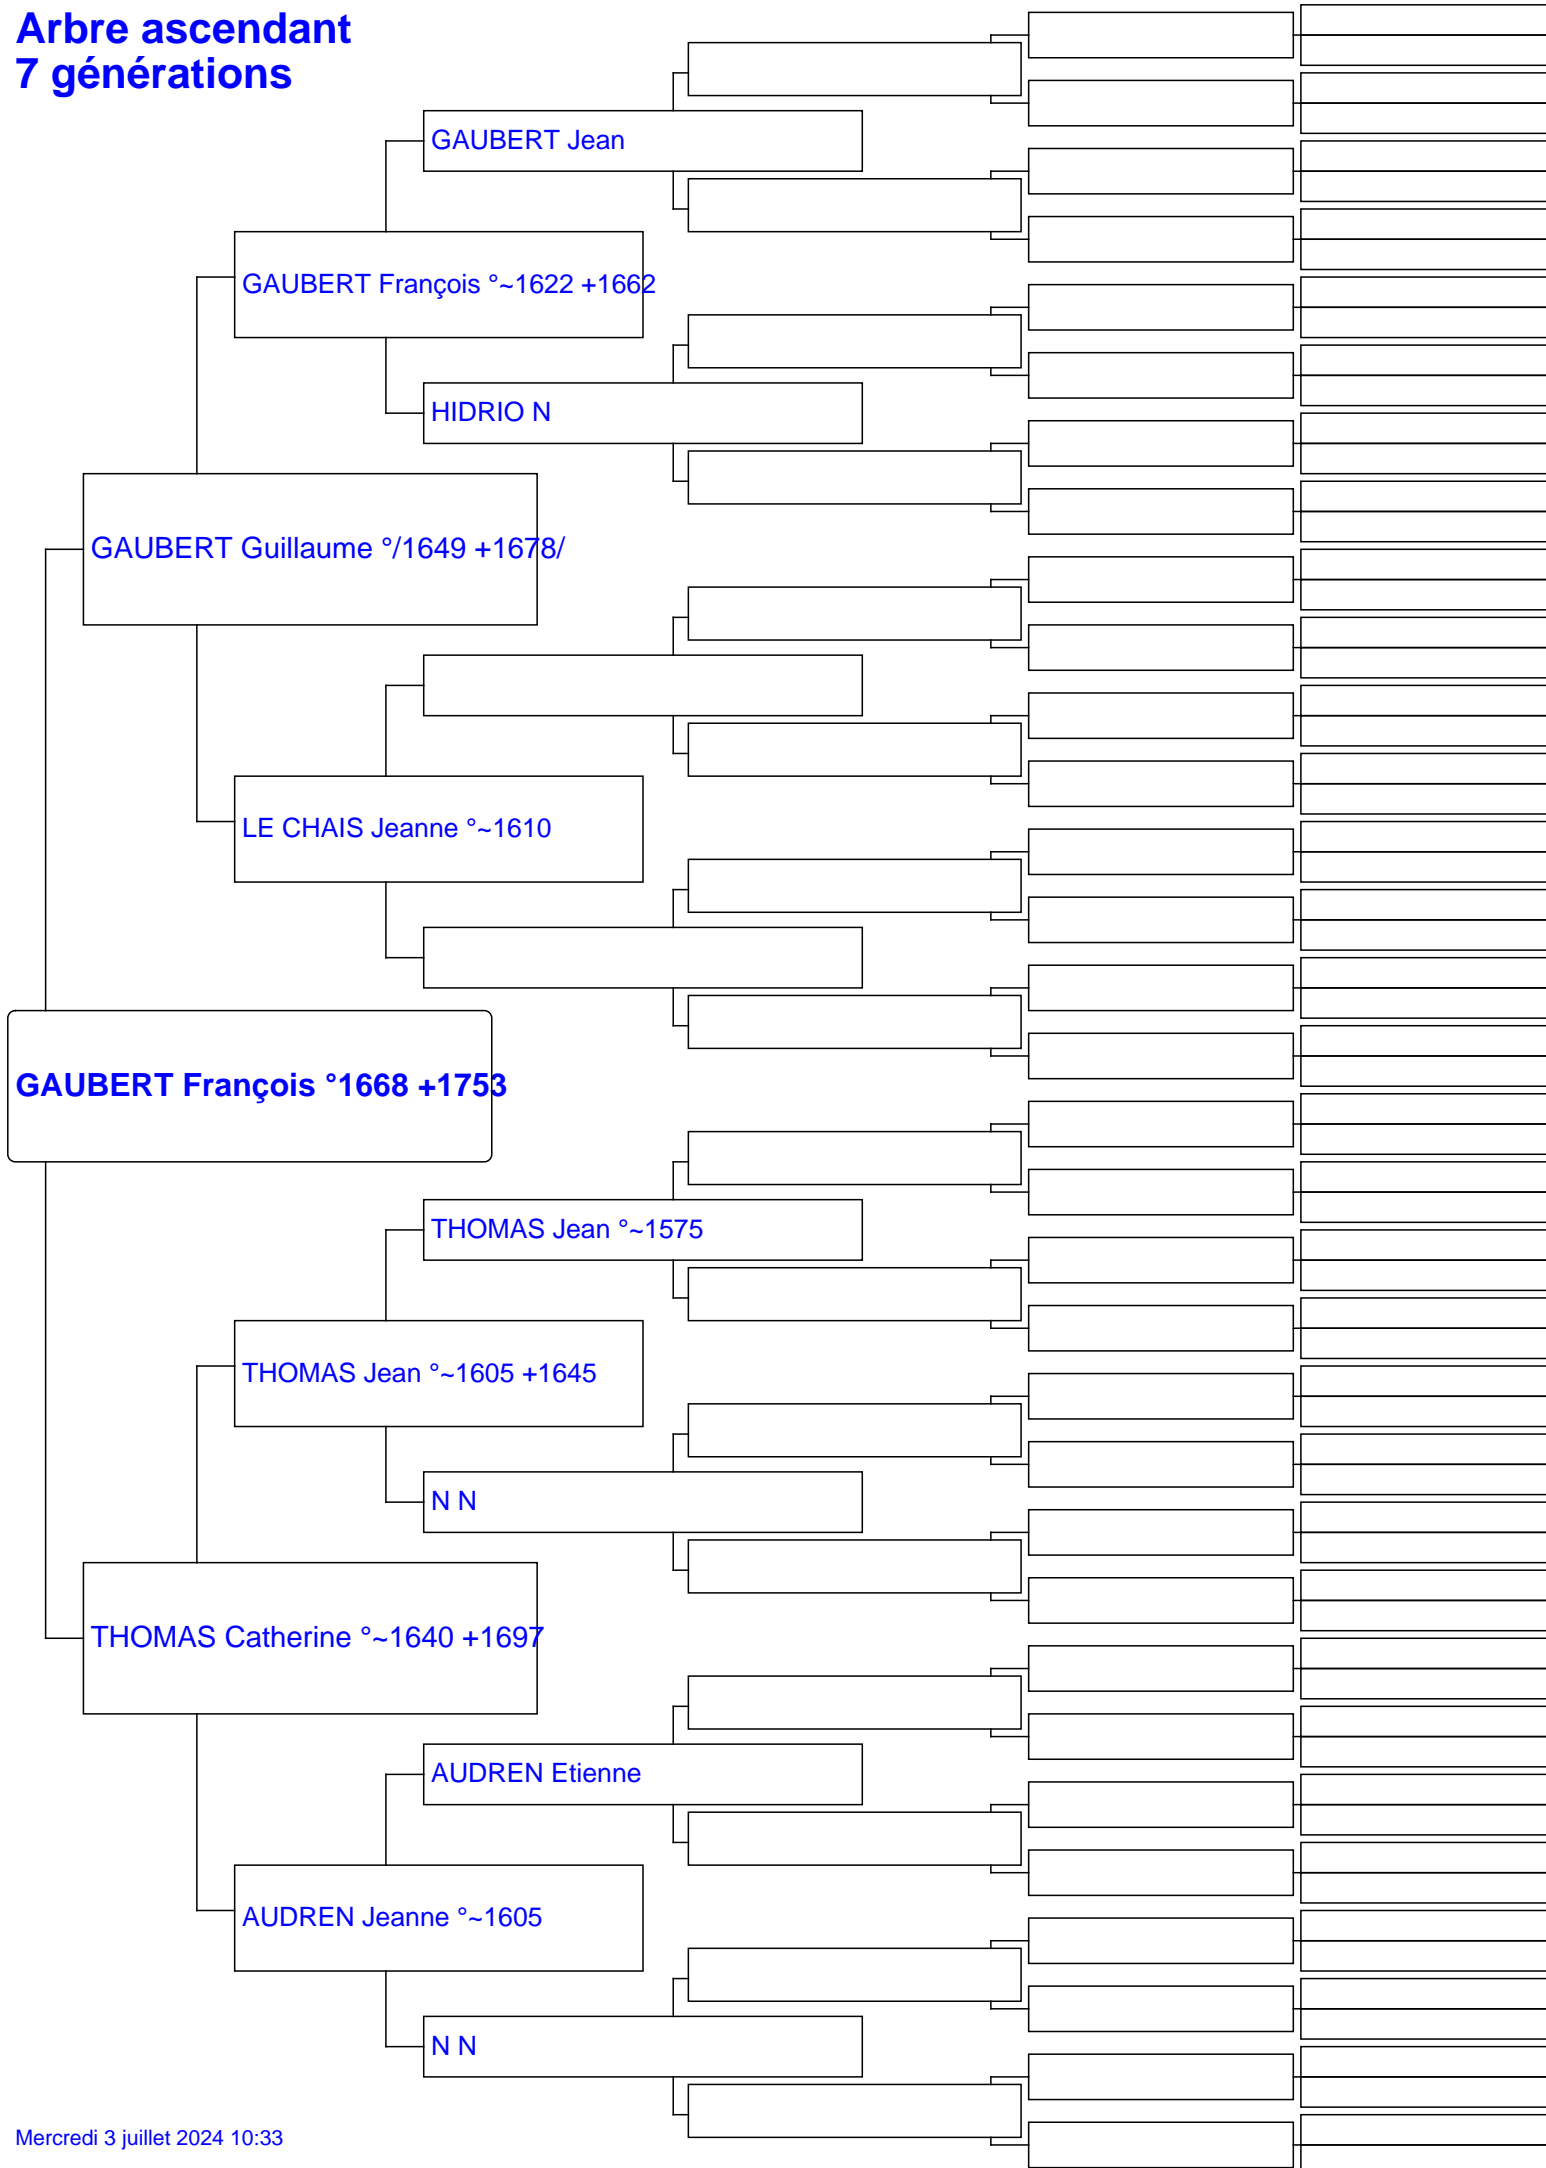 Arbre ascendant
7 générations
GAUBERT Jean
GAUBERT François °~1622 +1662
HIDRIO N
GAUBERT Guillaume °/1649 +1678/
LE CHAIS Jeanne °~1610
GAUBERT François °1668 +1753
THOMAS Jean °~1575
THOMAS Jean °~1605 +1645
N N
THOMAS Catherine °~1640 +1697
AUDREN Etienne
AUDREN Jeanne °~1605
N N
Mercredi 3 juillet 2024 10:33